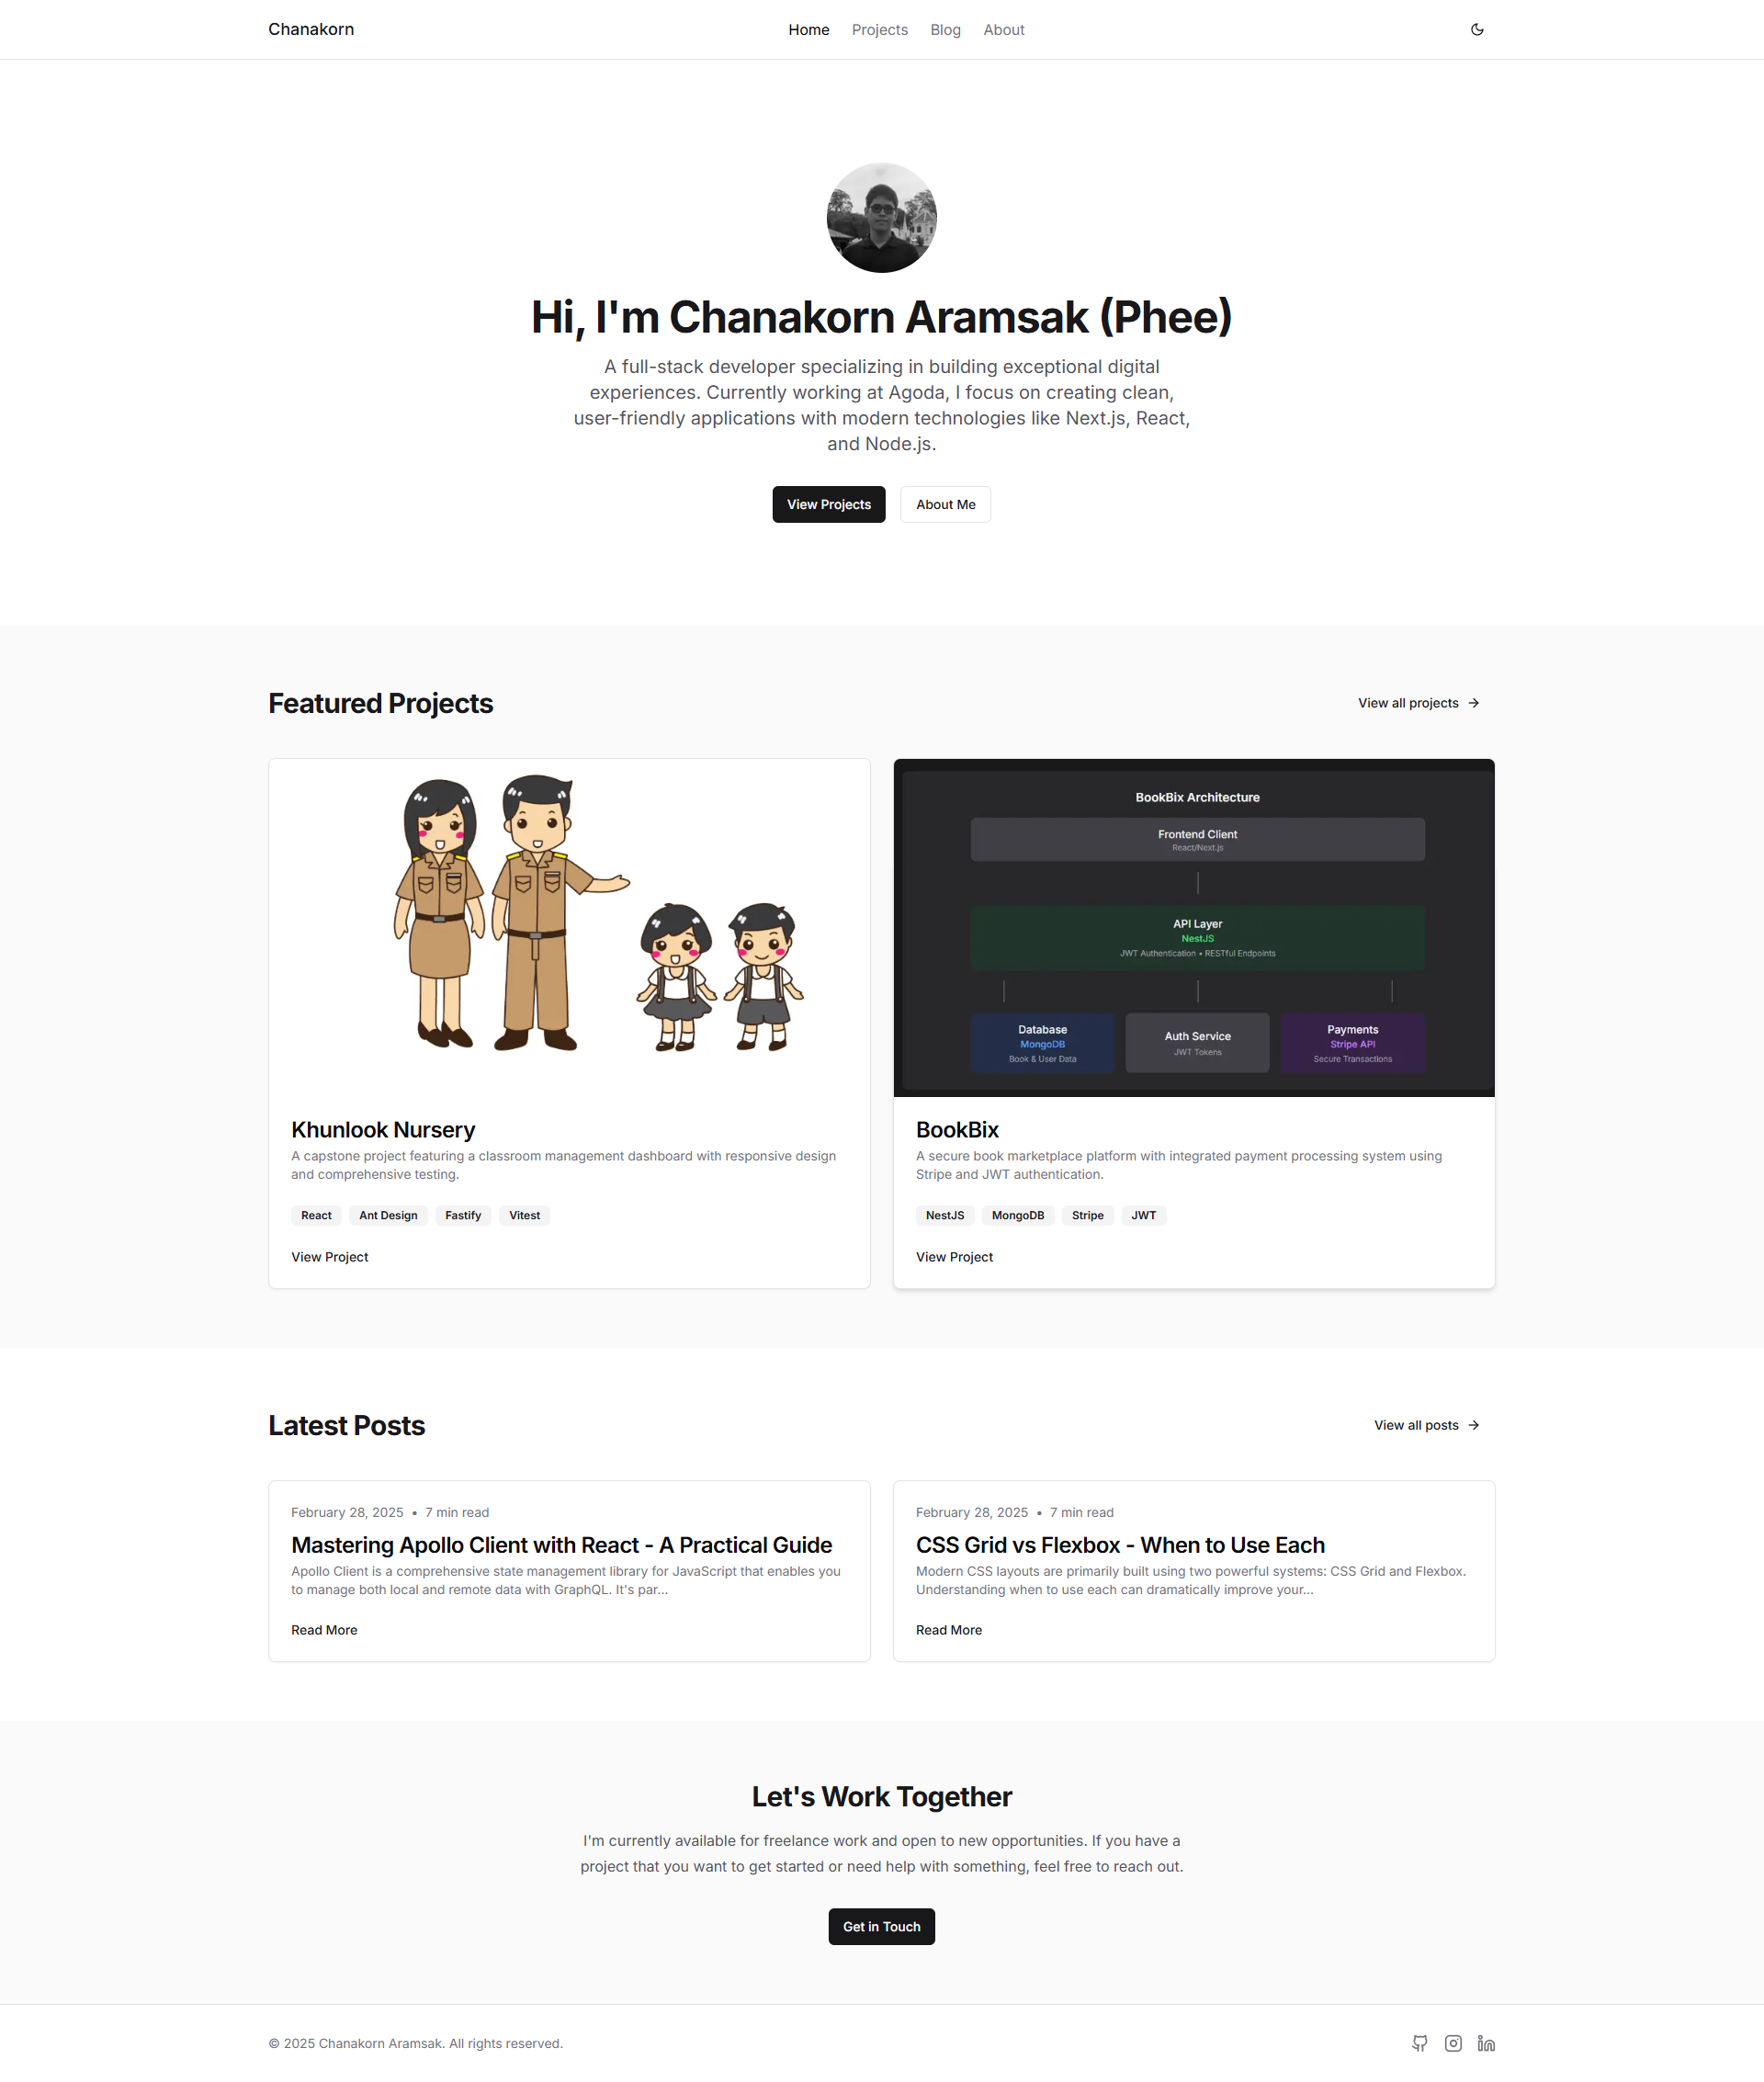 Chanakorn
Home
Projects
Blog
About
Hi, I'm Chanakorn Aramsak (Phee)
A full-stack developer specializing in building exceptional digital
experiences. Currently working at Agoda, I focus on creating clean,
user-friendly applications with modern technologies like Next.js, React,
and Node.js.
View Projects
About Me
Featured Projects
View all projects →
BookBix Architecture
Frontend Client
React/Next.js
API Layer
NestJS
JWT Authentication • RESTful Endpoints
Database
MongoDB
Book & User Data
Auth Service
JWT Tokens
Payments
Stripe API
Secure Transactions
Khunlook Nursery
A capstone project featuring a classroom management dashboard with responsive design
and comprehensive testing.
React
Ant Design
Fastify
Vitest
View Project
BookBix
A secure book marketplace platform with integrated payment processing system using
Stripe and JWT authentication.
NestJS
MongoDB
Stripe
JWT
View Project
Latest Posts
View all posts →
February 28, 2025 • 7 min read
Mastering Apollo Client with React - A Practical Guide
Apollo Client is a comprehensive state management library for JavaScript that enables you
to manage both local and remote data with GraphQL. It's par...
Read More
February 28, 2025 • 7 min read
CSS Grid vs Flexbox - When to Use Each
Modern CSS layouts are primarily built using two powerful systems: CSS Grid and Flexbox.
Understanding when to use each can dramatically improve your...
Read More
Let's Work Together
I'm currently available for freelance work and open to new opportunities. If you have a
project that you want to get started or need help with something, feel free to reach out.
Get in Touch
© 2025 Chanakorn Aramsak. All rights reserved.